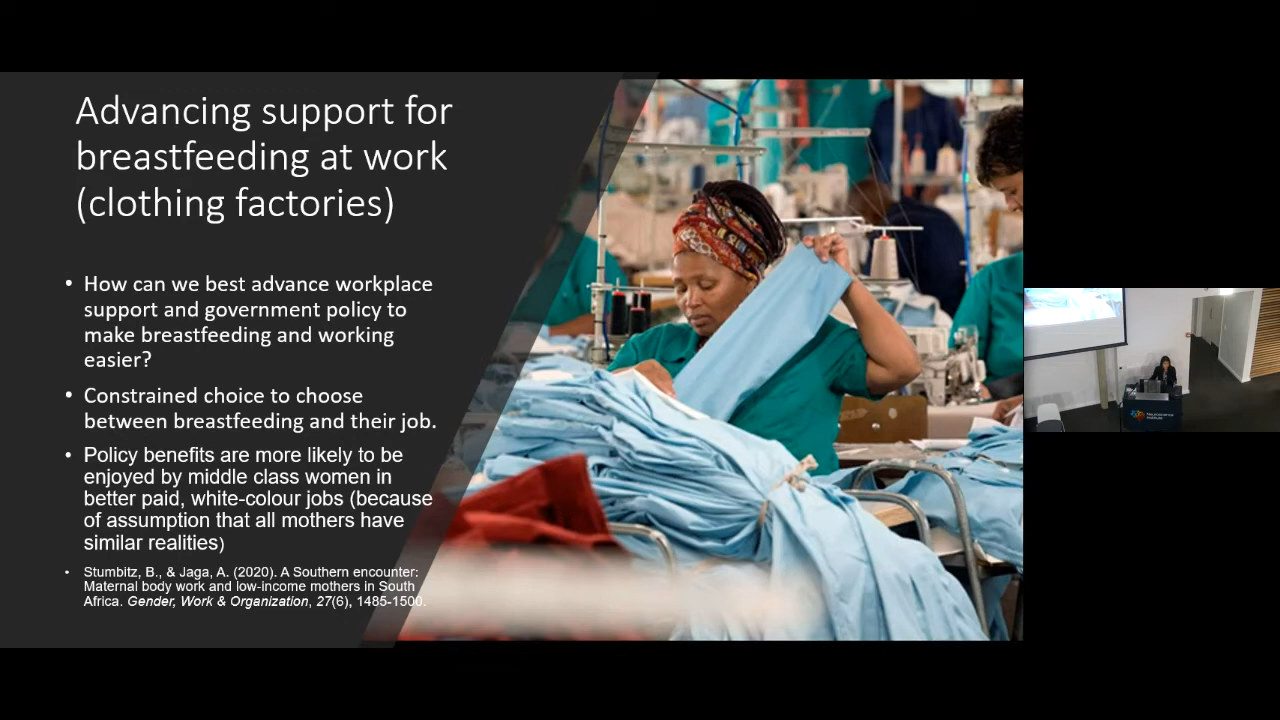 Advancing support for
breastfeeding at work
(clothing factories)
• How can we best advance workplace
support and government policy to
make breastfeeding and working
easier?
• Constrained choice to choose
between breastfeeding and their job.
• Policy benefits are more likely to be
enjoyed by middle class women in
better paid, white-colour jobs (because
of assumption that all mothers have
similar realities)
• Stumbitz, B., & Jaga, A. (2020). A Southern encounter:
Maternal body work and low-income mothers in South
Africa. Gender, Work & Organization, 27(6), 1485-1500.
Neuroscience
Institute